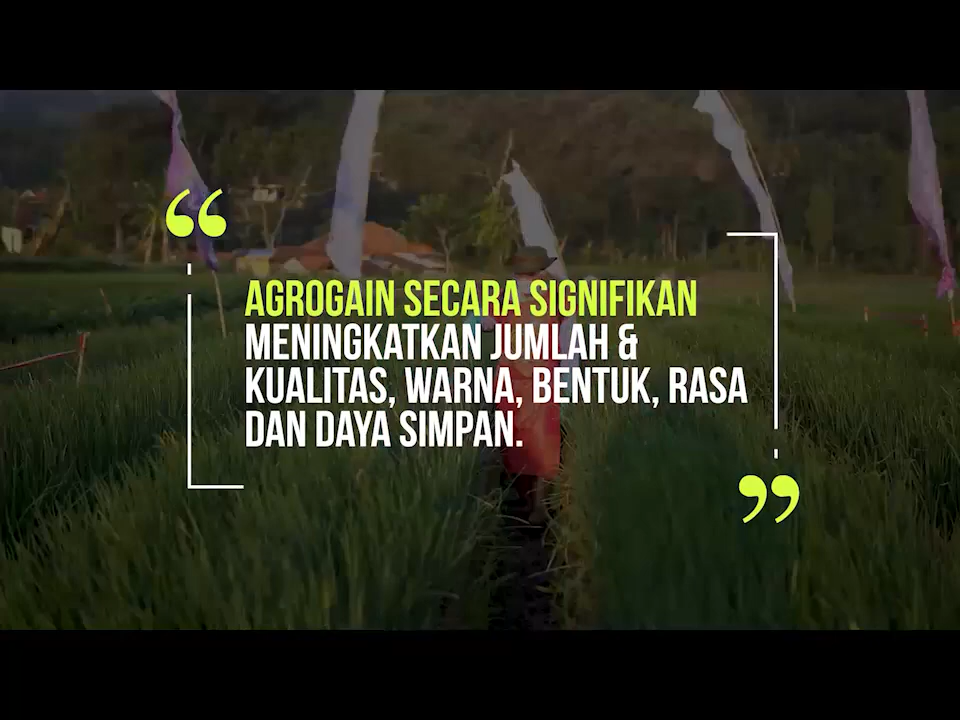 “
AGROGAIN SECARA SIGNIFIKAN
MENINGKATKAN JUMLAH &
KUALITAS, WARNA, BENTUK, RASA
DAN DAYA SIMPAN.
”